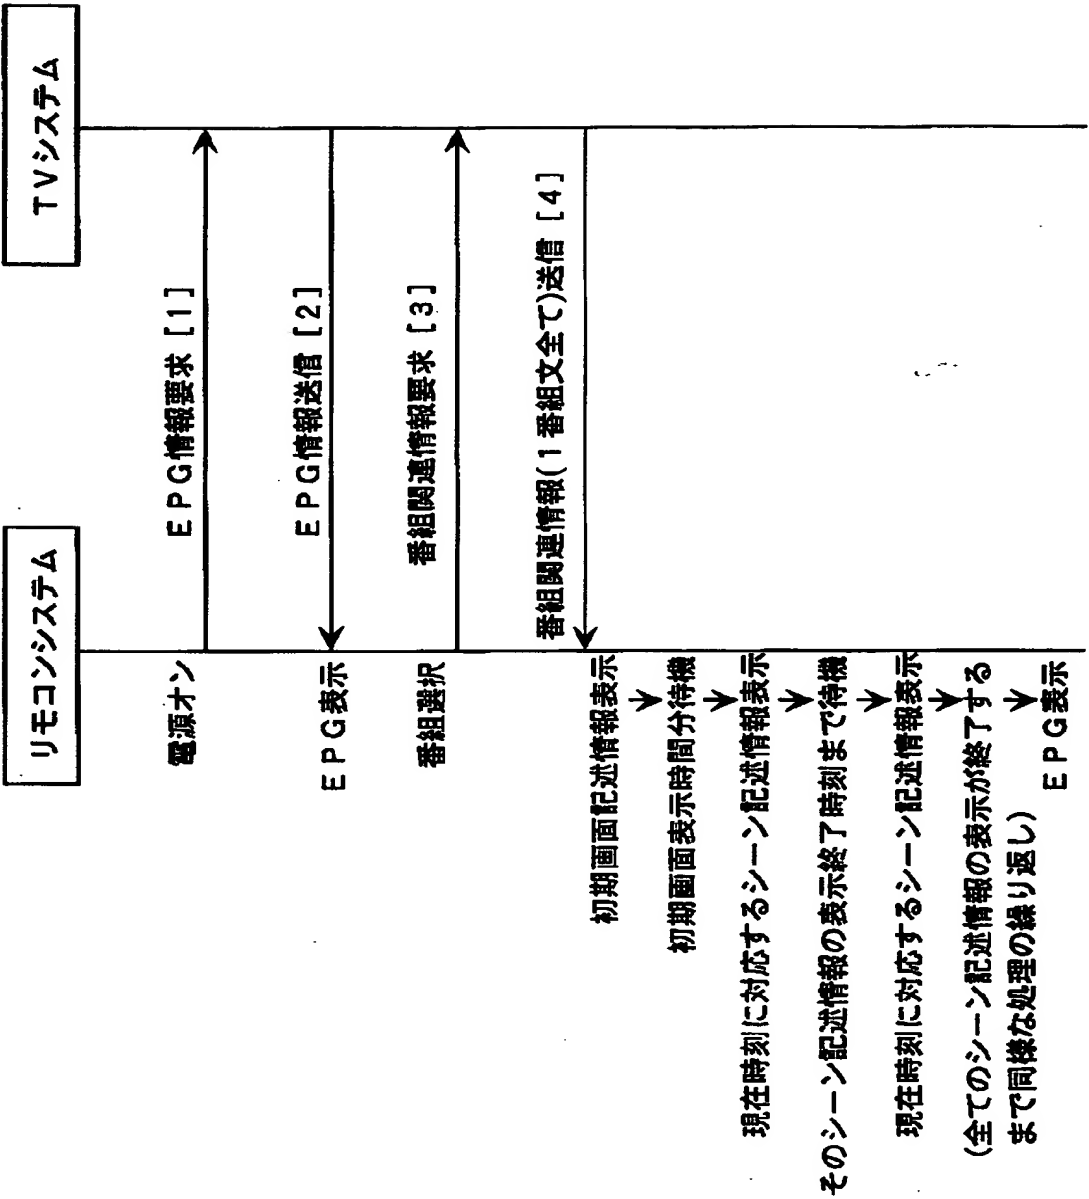 リモコンシステム
TVシステム
電源オン
EPG情報要求 [1]
EPG情報送信 [2]
EPG表示
番組選択
番組関連情報要求 [3]
番組関連情報(1番組文全て)送信 [4]
初期画面記述情報表示
初期画面表示時間分待機
現在時刻に対応するシーン記述情報表示
そのシーン記述情報の表示終了時刻まで待機
現在時刻に対応するシーン記述情報表示
(全てのシーン記述情報の表示が終了する
まで同様な処理の繰り返し)
EPG表示